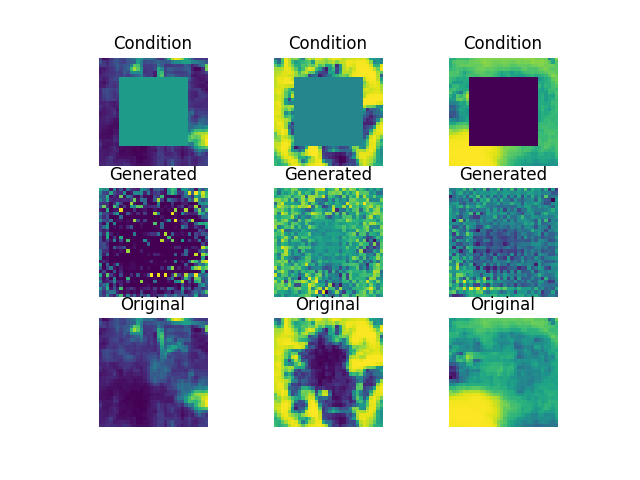 Condition Condition Condition
Generated Generated Generated
Original Original Original